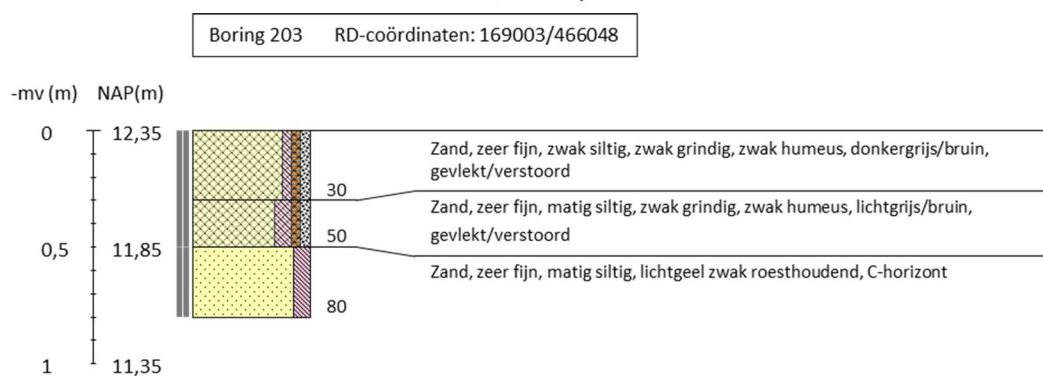 Boring 203 RD-coördinaten: 169003/466048
-mv (m) NAP(m)
0 12,35
Zand, zeer fijn, zwak siltig, zwak grindig, zwak humeus, donkergrijs/bruin,
gevlekt/verstoord
30
Zand, zeer fijn, matig siltig, zwak grindig, zwak humeus, lichtgrijs/bruin,
gevlekt/verstoord
50
0,5 11,85
Zand, zeer fijn, matig siltig, lichtgeel zwak roesthoudend, C-horizont
80
1 11,35